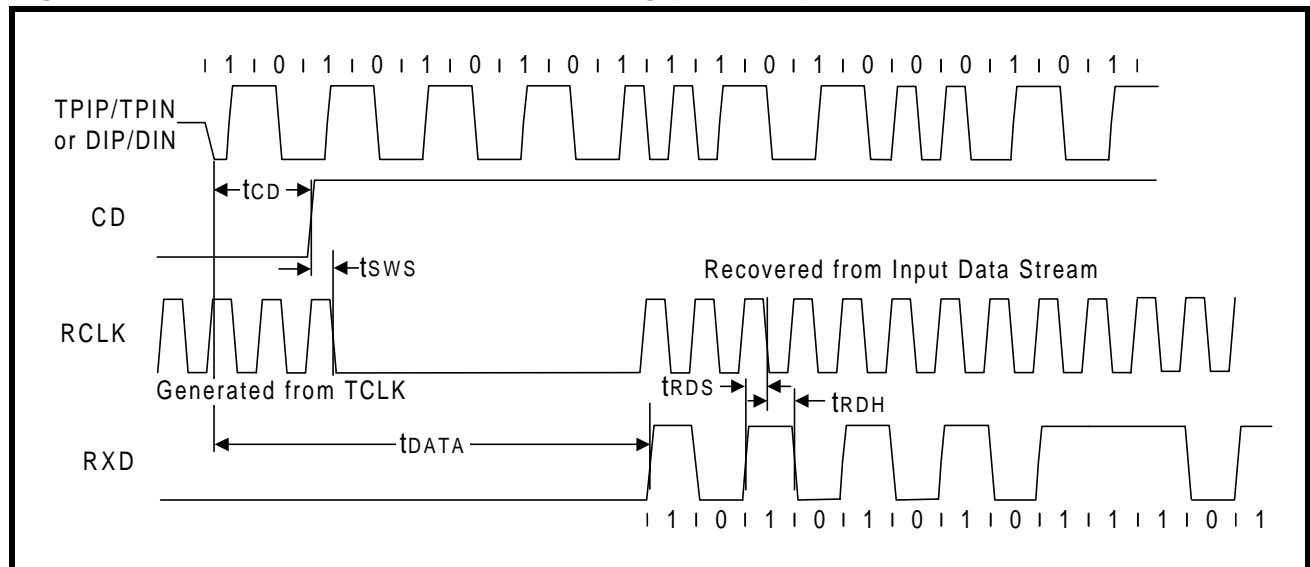 1 0 1 0 1 0 1 0 1 1 1 0 1 0 0 0 1 0 1
TPIP/TPIN
or DIP/DIN
tCD
CD
tSWS
Recovered from Input Data Stream
RCLK
Generated from TCLK
tRDS
tRDH
tDATA
RXD
1 0 1 0 1 0 1 0 1 1 1 0 1